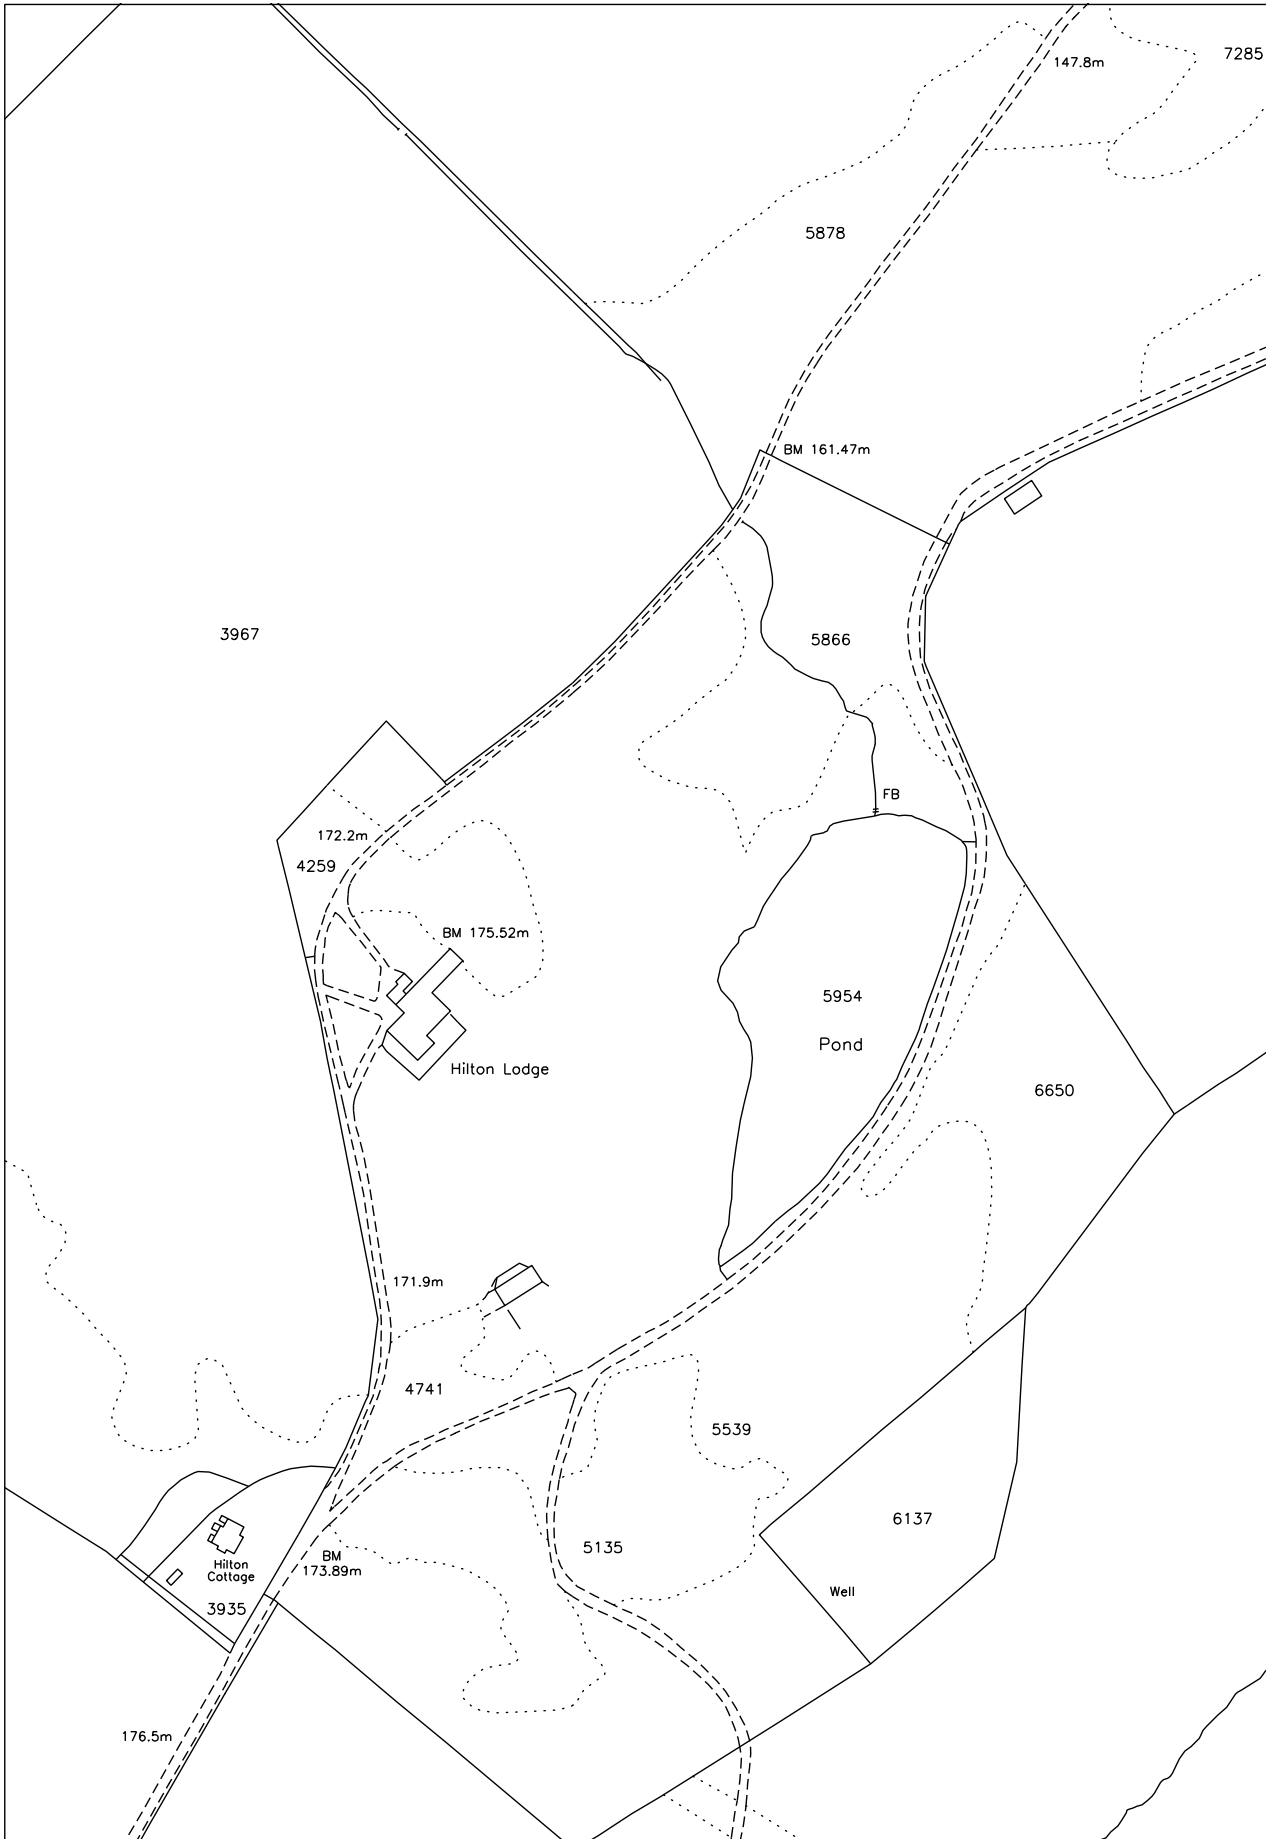 7285
147.8m
5878
BM 161.47m
3967
5866
FB
172.2m
4259
BM 175.52m
5954
Pond
Hilton Lodge
6650
171.9m
4741
5539
6137
5135
BM
173.89m
Hilton
Cottage
Well
3935
176.5m